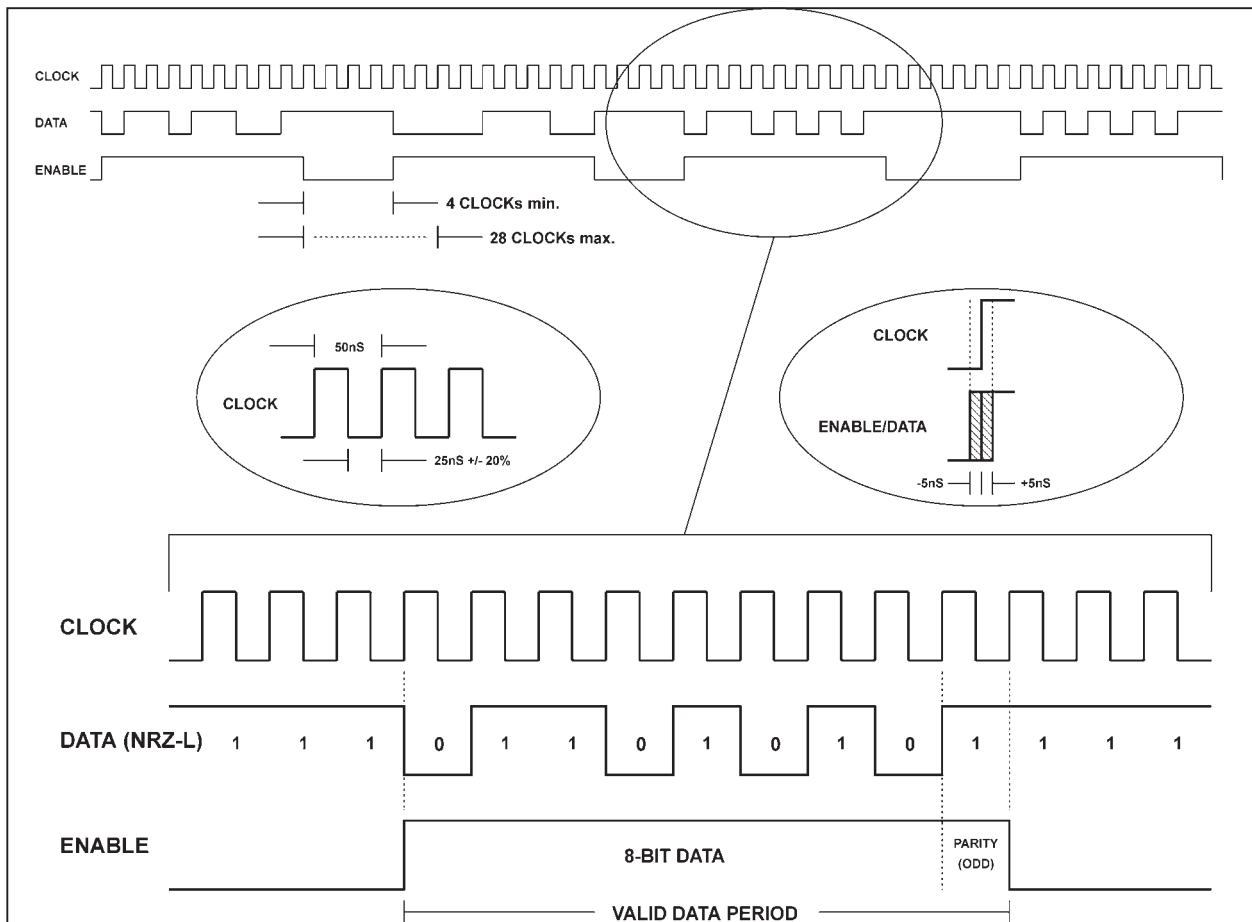 CLOCK
DATA
ENABLE
4 CLOCKs min.
28 CLOCKs max.
50nS
CLOCK
25nS +/- 20%
CLOCK
ENABLE/DATA
-5nS
+5nS
CLOCK
DATA (NRZ-L) 1 1 1 0 1 1 0 1 0 1 0 1 1 1 1
ENABLE
8-BIT DATA
PARITY
(ODD)
VALID DATA PERIOD